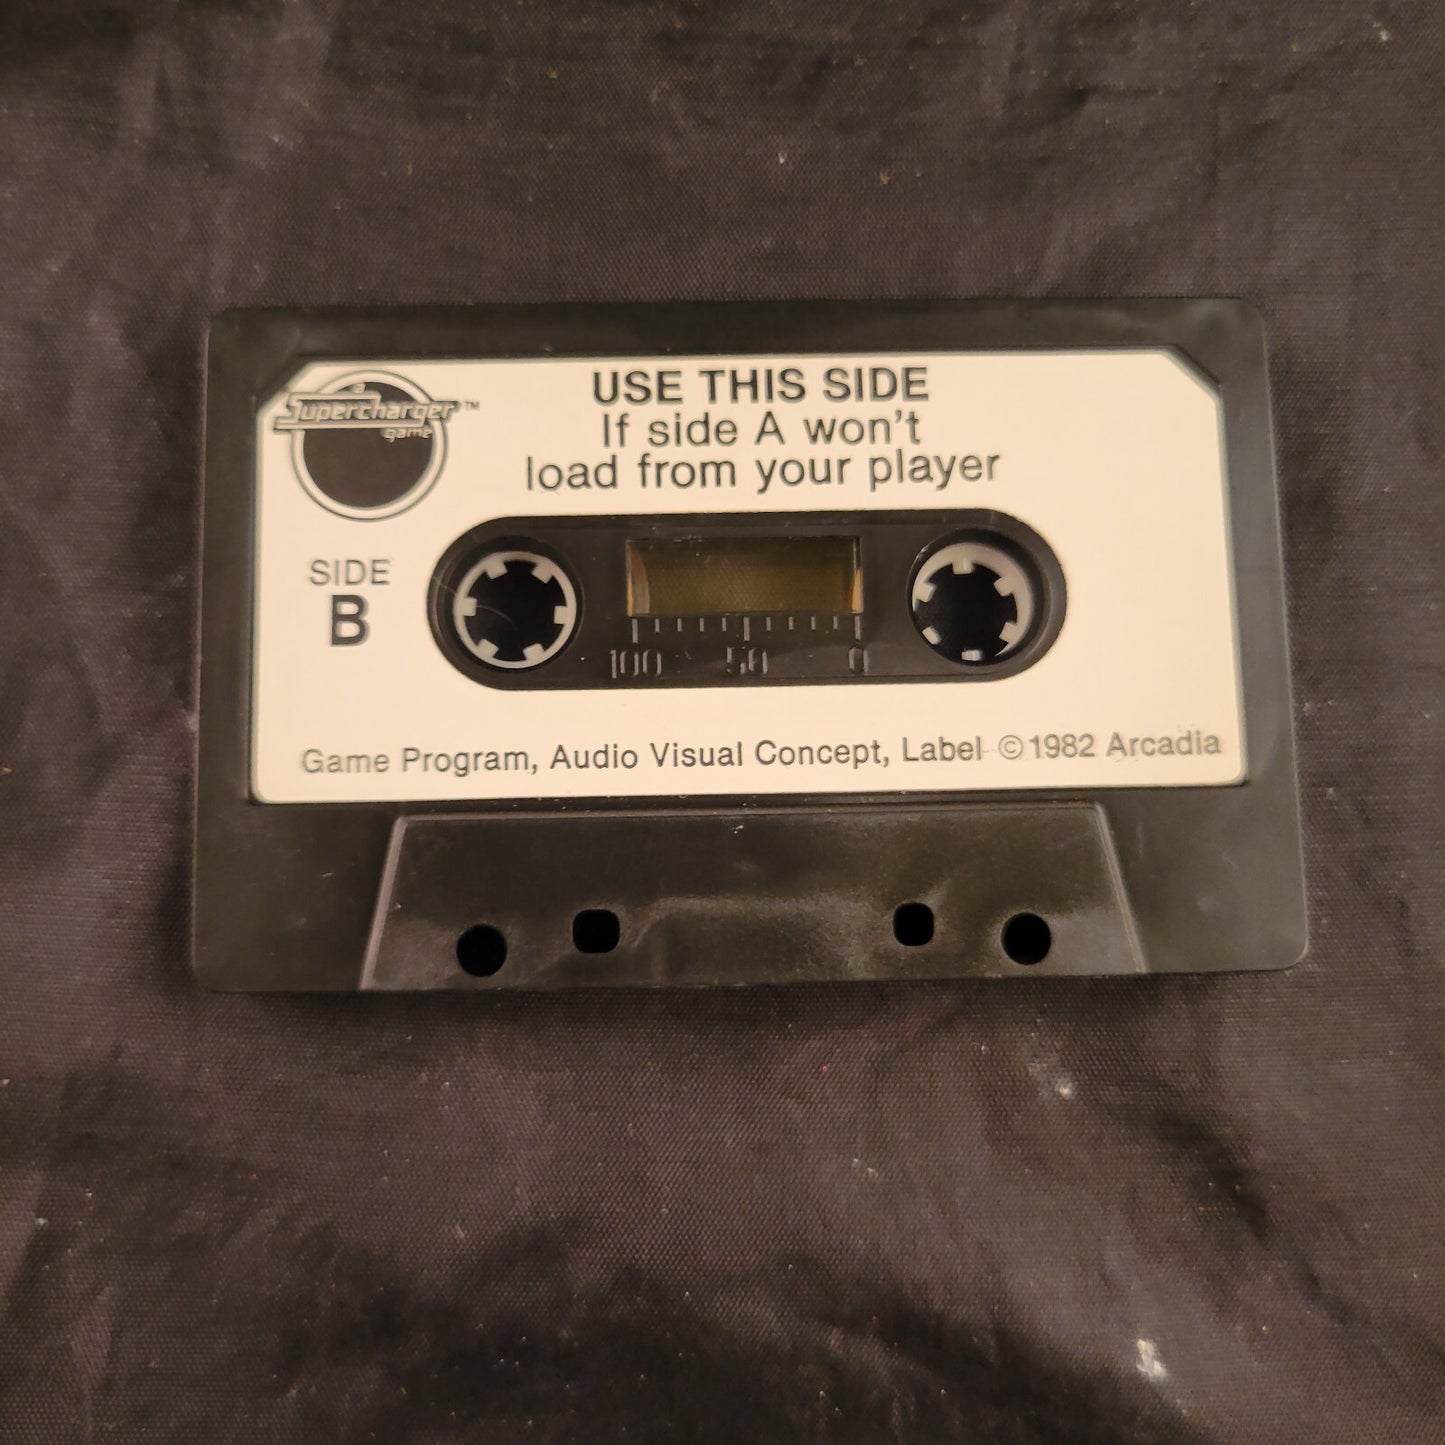 a
Supercharger™
game
USE THIS SIDE
If side A won't
load from your player
SIDE
B
100 50 0
Game Program, Audio Visual Concept, Label ©1982 Arcadia